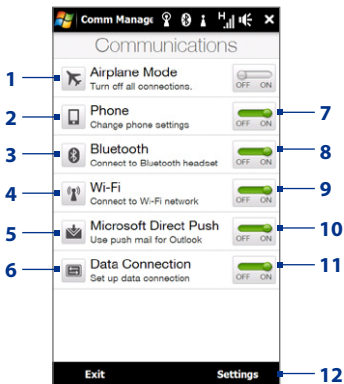 Comm Manage
Communications
1 Airplane Mode
Turn off all connections. OFF ON
2 Phone 7
Change phone settings OFF ON
3 Bluetooth 8
Connect to Bluetooth headset OFF ON
4 Wi-Fi 9
Connect to Wi-Fi network OFF ON
5 Microsoft Direct Push 10
Use push mail for Outlook OFF ON
6 Data Connection 11
Set up data connection OFF ON
Exit Settings 12